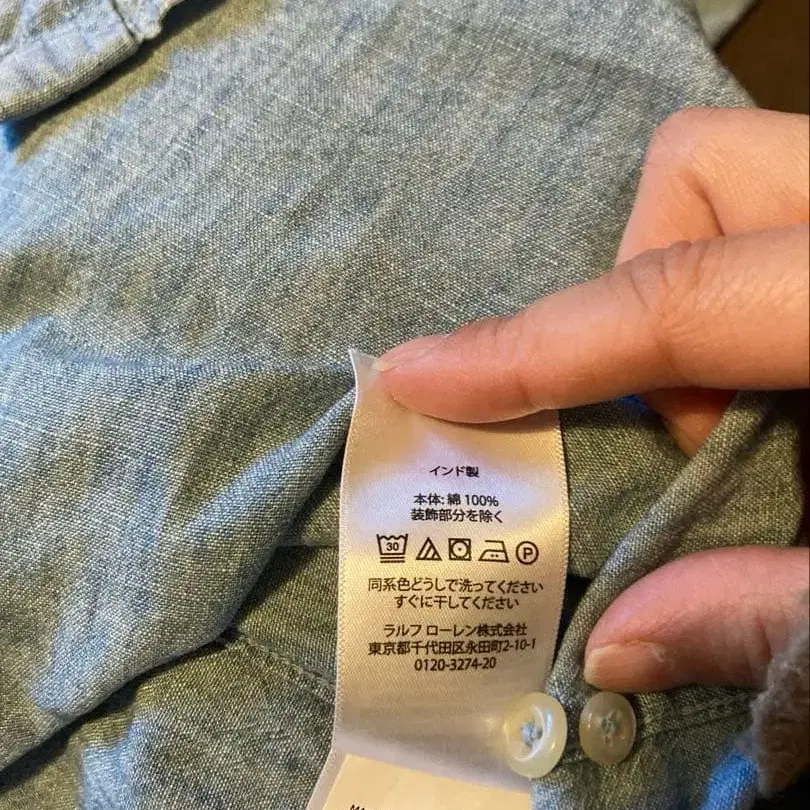 インド製
本体: 綿 100%
装飾部分を除く
30 P
同系色どうしで洗ってください
すぐに干してください
ラルフ ローレン株式会社
東京都千代田区永田町2-10-1
0120-3274-20